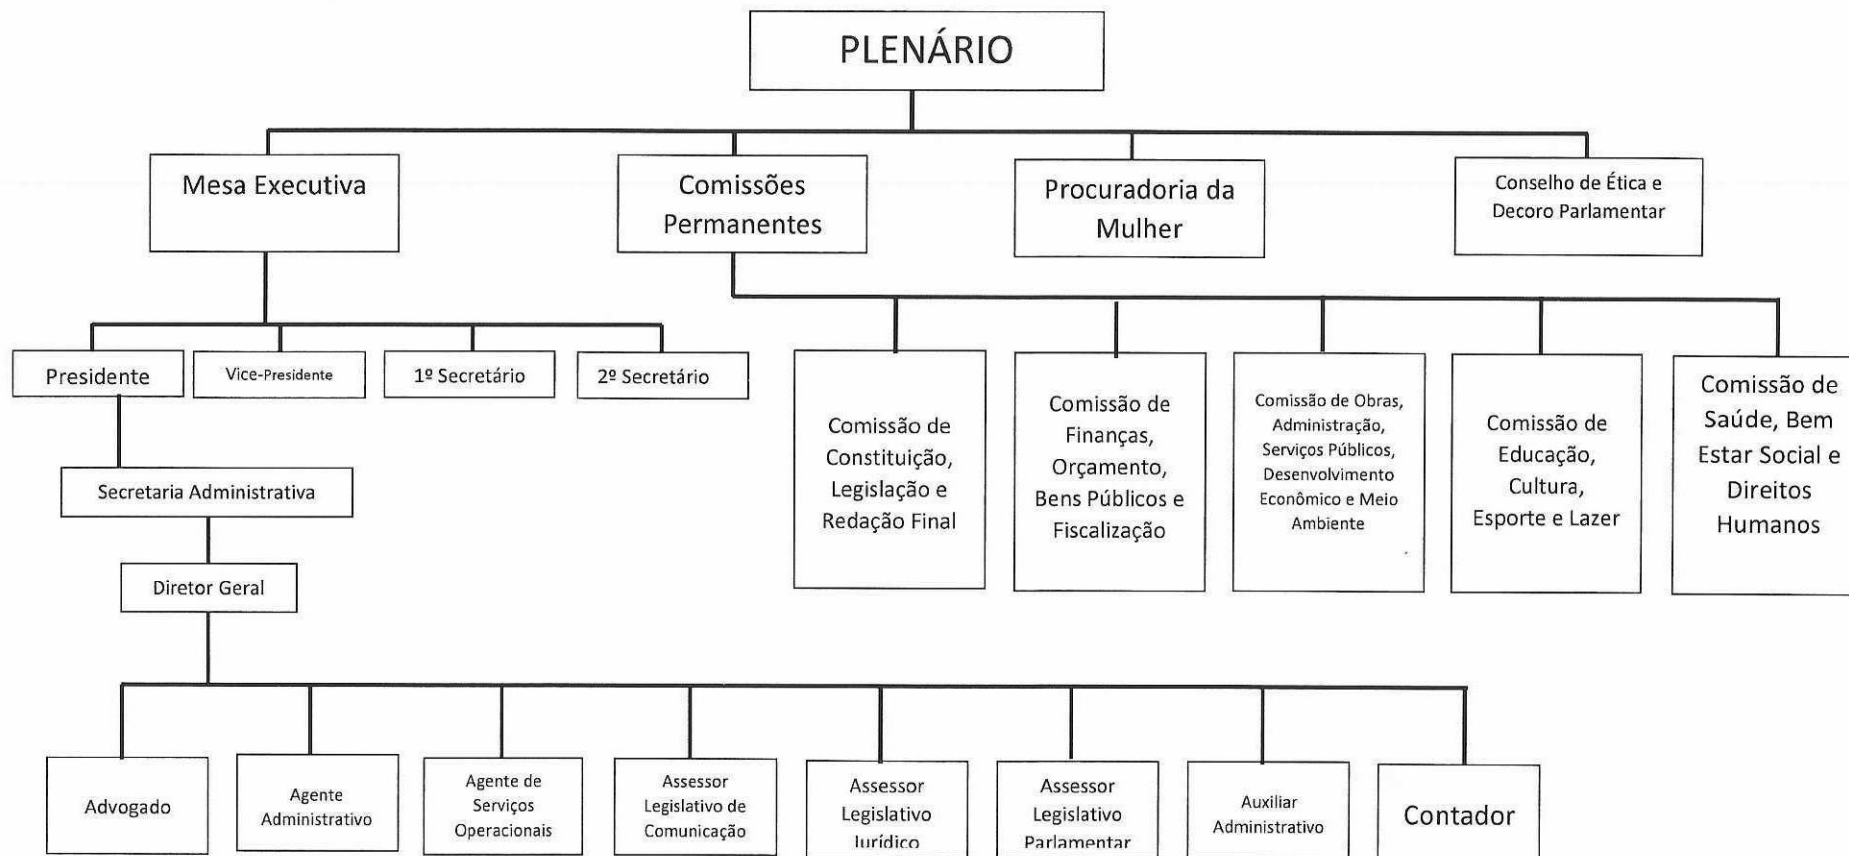 PLENÁRIO
Mesa Executiva
Comissões
Permanentes
Procuradoria da
Mulher
Conselho de Ética e
Decoro Parlamentar
Presidente
Vice-Presidente
1º Secretário
2º Secretário
Comissão de
Constituição,
Legislação e
Redação Final
Comissão de
Finanças,
Orçamento,
Bens Públicos e
Fiscalização
Comissão de Obras,
Administração,
Serviços Públicos,
Desenvolvimento
Econômico e Meio
Ambiente
Comissão de
Educação,
Cultura,
Esporte e Lazer
Comissão de
Saúde, Bem
Estar Social e
Direitos
Humanos
Secretaria Administrativa
Diretor Geral
Advogado
Agente
Administrativo
Agente de
Serviços
Operacionais
Assessor
Legislativo de
Comunicação
Assessor
Legislativo
Jurídico
Assessor
Legislativo
Parlamentar
Auxiliar
Administrativo
Contador